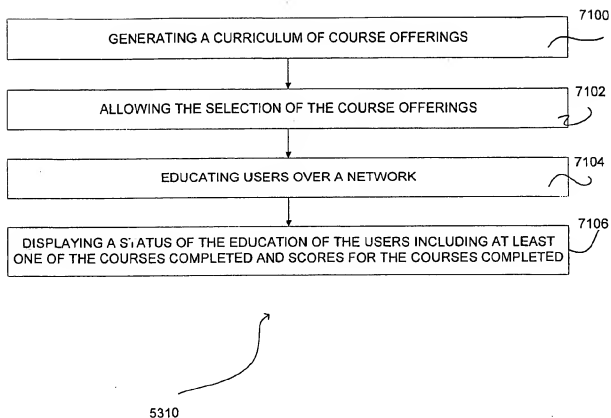 7100
GENERATING A CURRICULUM OF COURSE OFFERINGS
7102
ALLOWING THE SELECTION OF THE COURSE OFFERINGS
7104
EDUCATING USERS OVER A NETWORK
7106
DISPLAYING A STATUS OF THE EDUCATION OF THE USERS INCLUDING AT LEAST
ONE OF THE COURSES COMPLETED AND SCORES FOR THE COURSES COMPLETED
5310